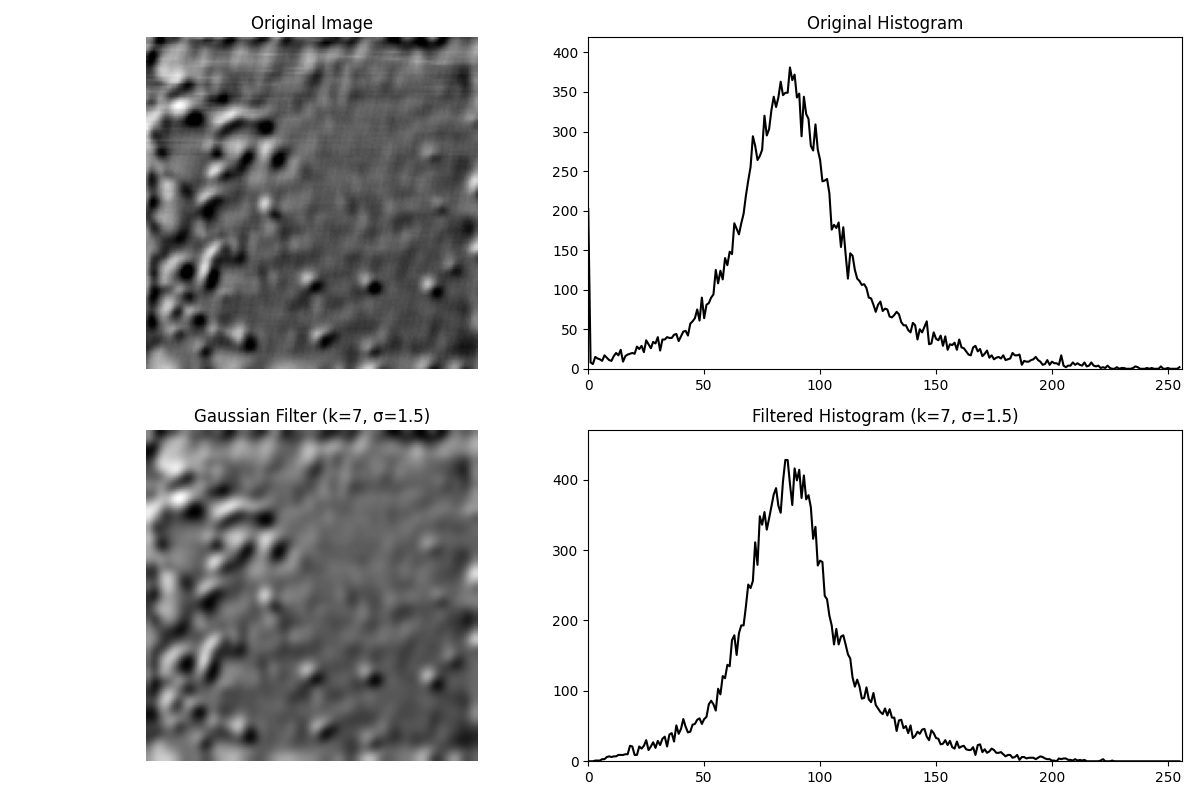 Original Image
Original Histogram
400
350
300
250
200
150
100
50
0
0 50 100 150 200 250
Gaussian Filter (k=7, σ=1.5)
Filtered Histogram (k=7, σ=1.5)
400
300
200
100
0
0 50 100 150 200 250